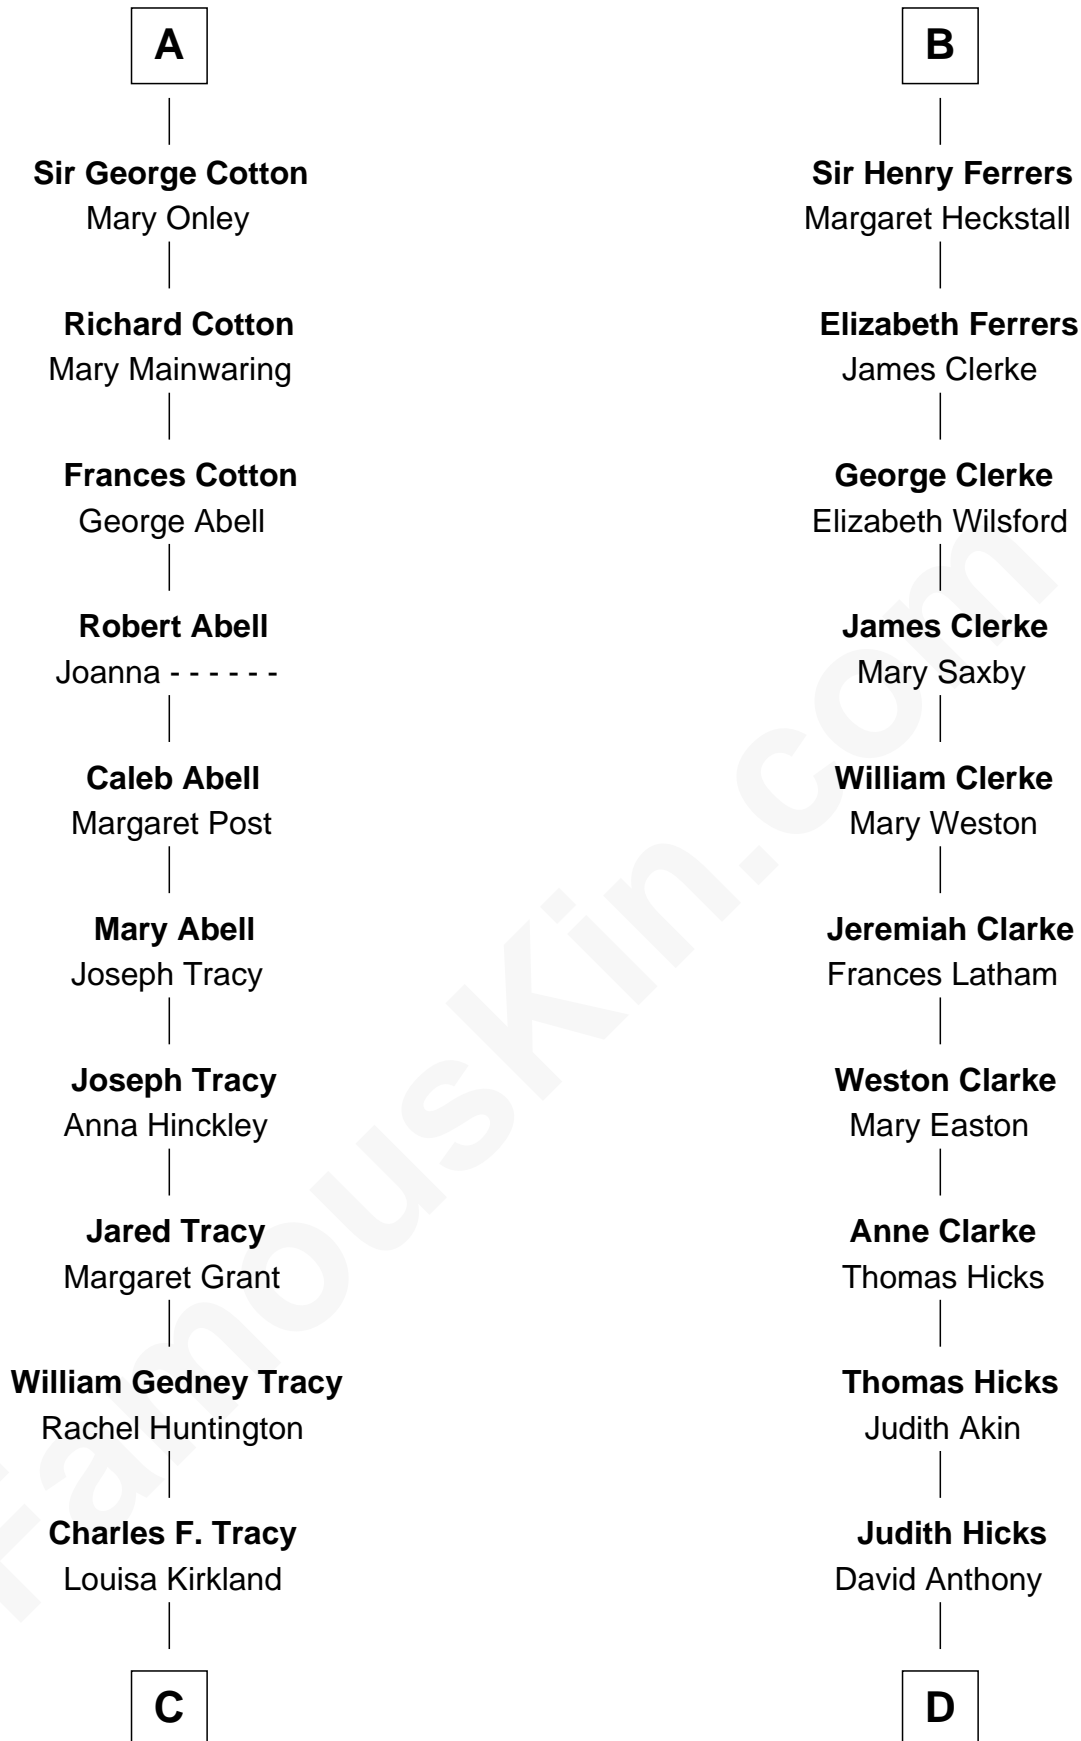 A
Sir George Cotton
Mary Onley
Richard Cotton
Mary Mainwaring
Frances Cotton
George Abell
Robert Abell
Joanna - - - - - -
Caleb Abell
Margaret Post
Mary Abell
Joseph Tracy
Joseph Tracy
Anna Hinckley
Jared Tracy
Margaret Grant
William Gedney Tracy
Rachel Huntington
Charles F. Tracy
Louisa Kirkland
C
B
Sir Henry Ferrers
Margaret Heckstall
Elizabeth Ferrers
James Clerke
George Clerke
Elizabeth Wilsford
James Clerke
Mary Saxby
William Clerke
Mary Weston
Jeremiah Clarke
Frances Latham
Weston Clarke
Mary Easton
Anne Clarke
Thomas Hicks
Thomas Hicks
Judith Akin
Judith Hicks
David Anthony
D
FamousKin.com